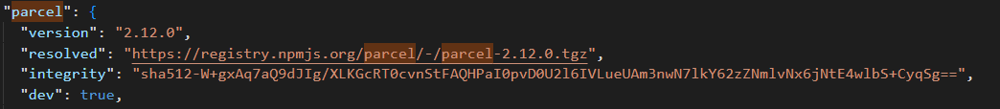 "parcel": {
"version": "2.12.0",
"resolved": "https://registry.npmjs.org/parcel/-/parcel-2.12.0.tgz",
"integrity": "sha512-W+gxAq7aQ9dJIg/XLKGcRT0cvnStFAQHPaI0pvD0U2l6IVLueUAm3nwN7lkY62zZNmlvNx6jNtE4wlbS+CyqSg==",
"dev": true,